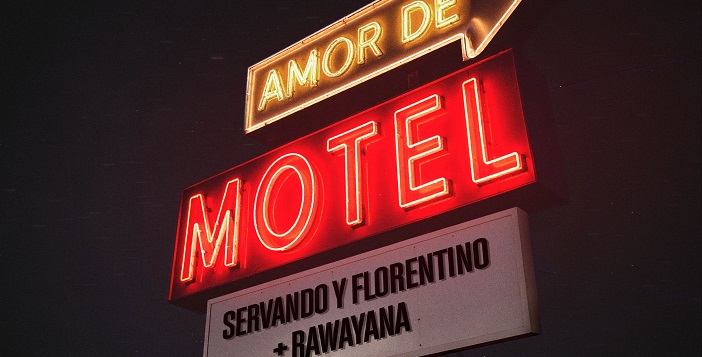 AMOR DE
MOTEL
SERVANDO Y FLORENTINO
+ RAWAYANA